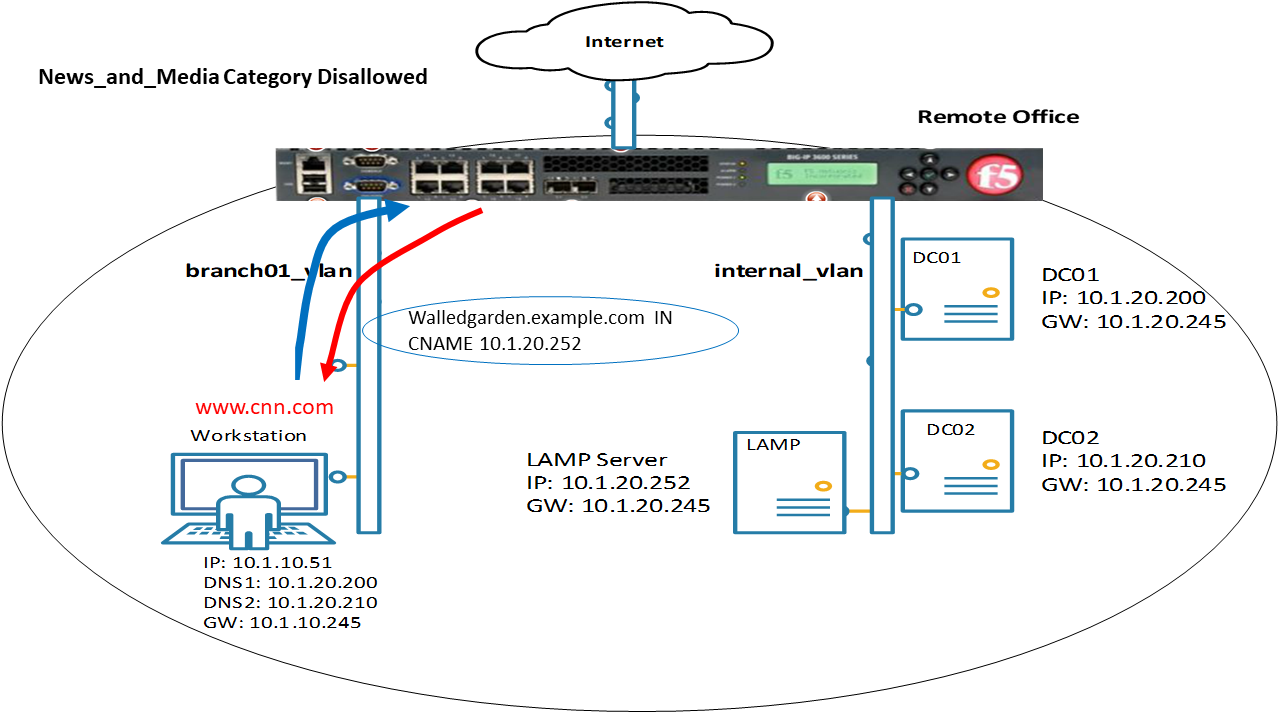 Internet
News_and_Media Category Disallowed
Remote Office
BIG-IP 3600 SERIES
f5
f5
branch01_vlan
internal_vlan
DC01
DC01
IP: 10.1.20.200
GW: 10.1.20.245
Walledgarden.example.com IN
CNAME 10.1.20.252
www.cnn.com
Workstation
LAMP Server
IP: 10.1.20.252
GW: 10.1.20.245
LAMP
DC02
DC02
IP: 10.1.20.210
GW: 10.1.20.245
IP: 10.1.10.51
DNS1: 10.1.20.200
DNS2: 10.1.20.210
GW: 10.1.10.245